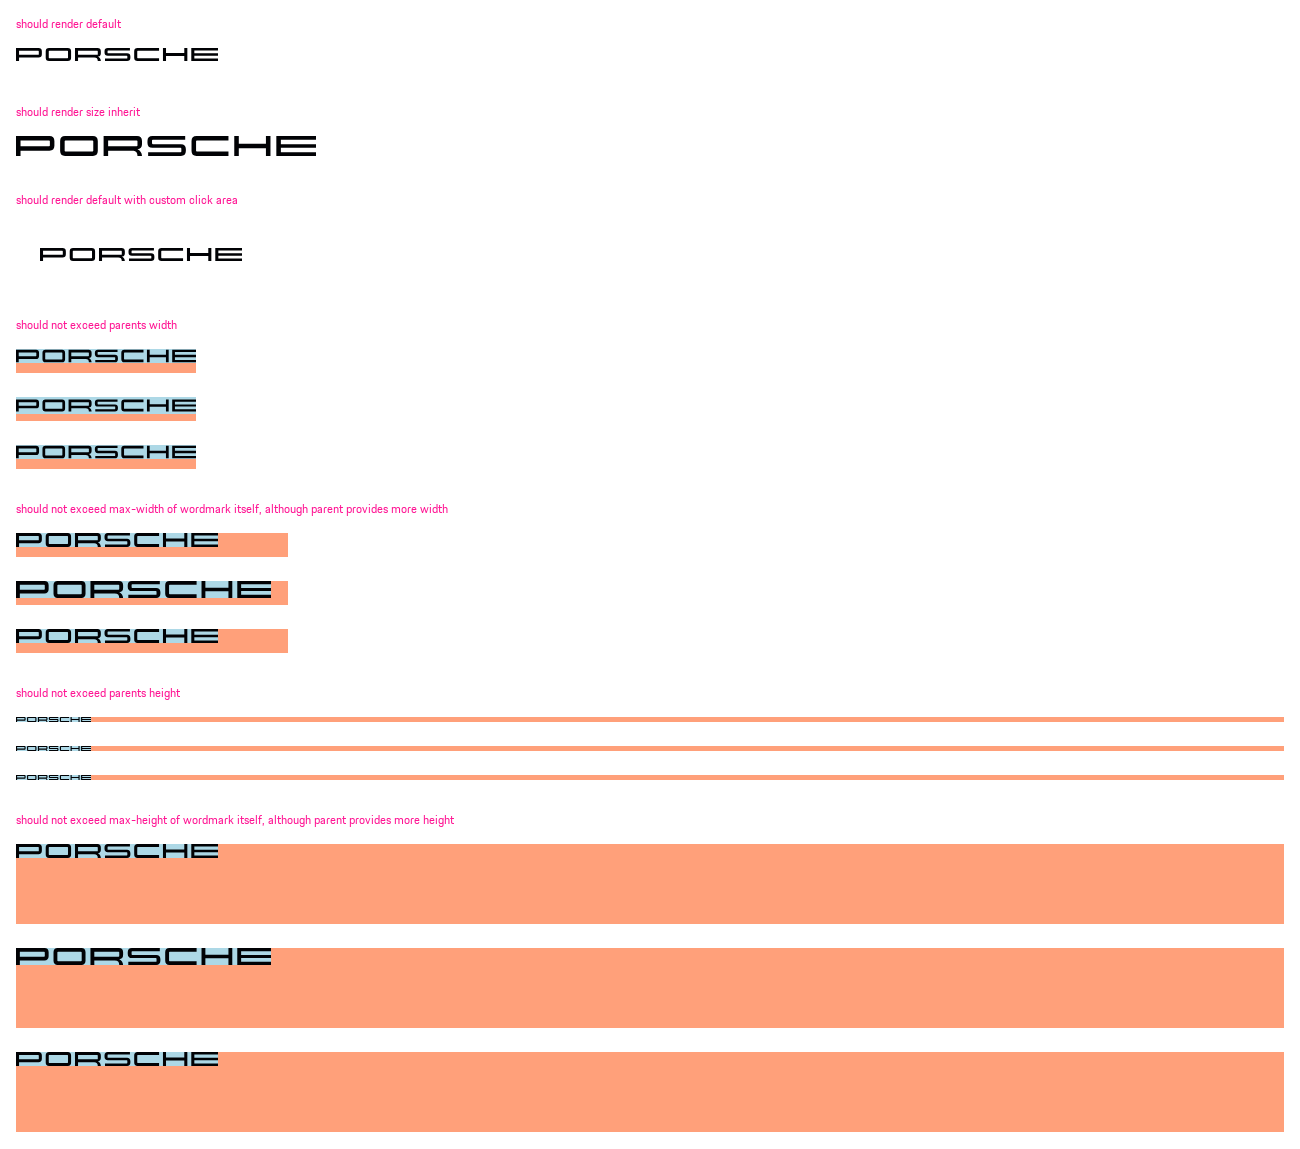 should render default
PORSCHE
should render size inherit
PORSCHE
should render default with custom click area
PORSCHE
should not exceed parents width
PORSCHE
PORSCHE
PORSCHE
should not exceed max-width of wordmark itself, although parent provides more width
PORSCHE
PORSCHE
PORSCHE
should not exceed parents height
PORSCHE
PORSCHE
PORSCHE
should not exceed max-height of wordmark itself, although parent provides more height
PORSCHE
PORSCHE
PORSCHE